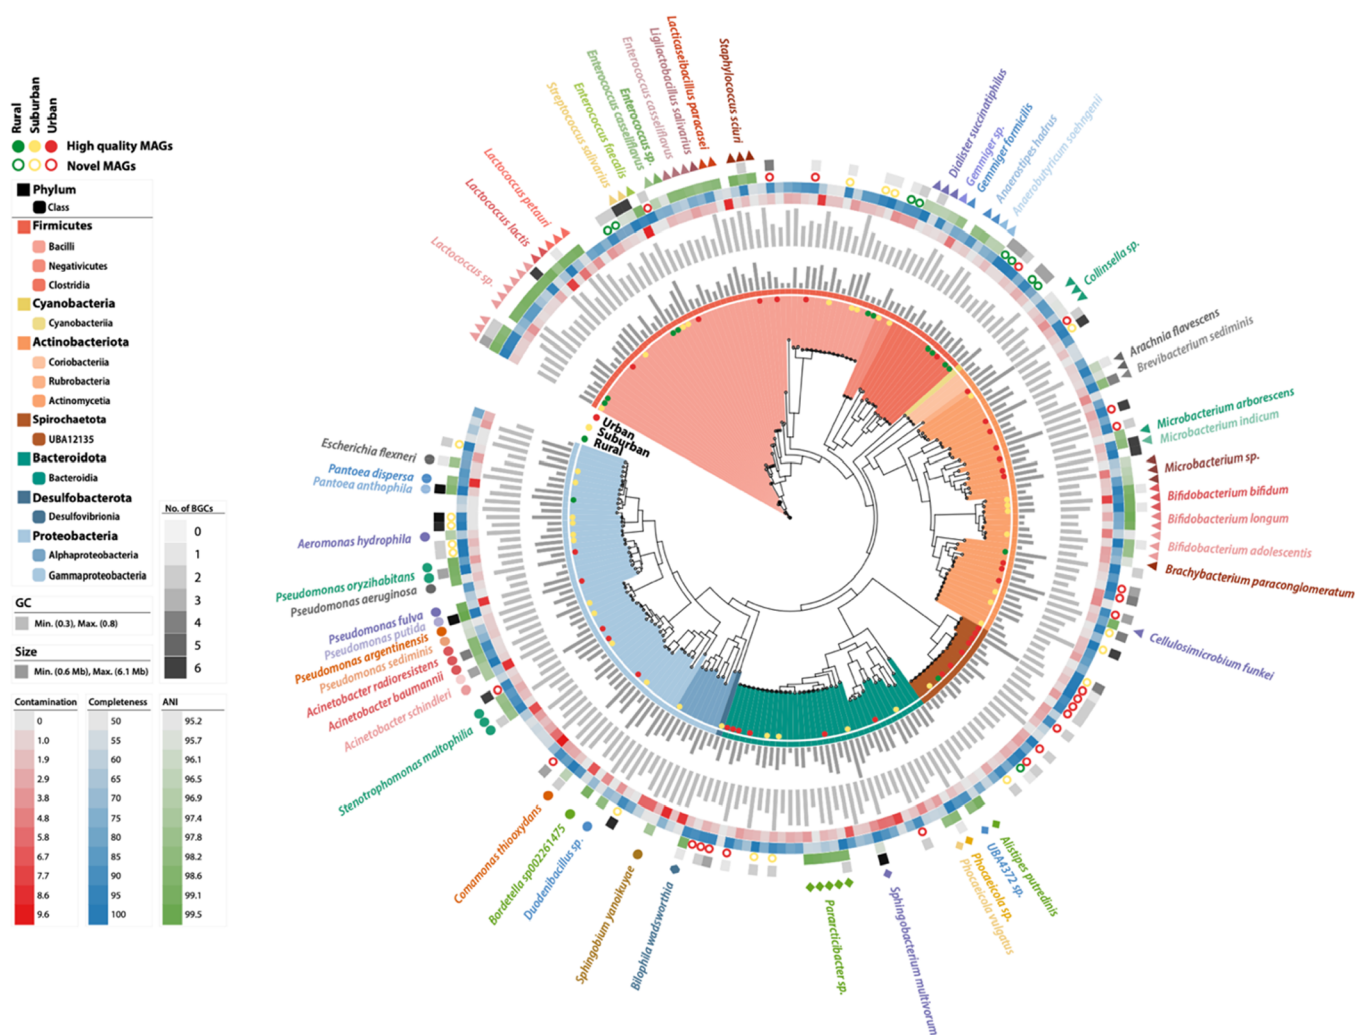 Rural
Suburban
Urban
High quality MAGs
Novel MAGs
Phylum
Class
Firmicutes
Bacilli
Negativicutes
Clostridia
Cyanobacteria
Cyanobacteriia
Actinobacteriota
Coriobacteriia
Rubrobacteria
Actinomycetia
Spirochaetota
UBA12135
Bacteroidota
Bacteroidia
Desulfobacterota
Desulfovibrionia
Proteobacteria
Alphaproteobacteria
Gammaproteobacteria
No. of BGCs
0
1
2
3
4
5
6
GC
Min. (0.3), Max. (0.8)
Size
Min. (0.6 Mb), Max. (6.1 Mb)
Contamination
0
1.0
1.9
2.9
3.8
4.8
5.8
6.7
7.7
8.6
9.6
Completeness
50
55
60
65
70
75
80
85
90
95
100
ANI
95.2
95.7
96.1
96.5
96.9
97.4
97.8
98.2
98.6
99.1
99.5
Urban
Suburban
Rural
Lactococcus sp.
Lactococcus lactis
Lactococcus petauri
Streptococcus salivarius
Enterococcus faecalis
Enterococcus casseliflavus
Enterococcus sp.
Enterococcus casseliflavus
Ligilactobacillus salivarius
Lacticaseibacillus paracasei
Staphylococcus sciuri
Dialister succinatiphilus
Gemmiger sp.
Gemmiger formicilis
Anaerostipes hadrus
Anaerobutyricum soehngenii
Collinsella sp.
Arachnia flavescens
Brevibacterium sediminis
Microbacterium arborescens
Microbacterium indicum
Microbacterium sp.
Bifidobacterium bifidum
Bifidobacterium longum
Bifidobacterium adolescentis
Brachybacterium paraconglomeratum
Cellulosimicrobium funkei
Alistipes putredinis
UBA4372 sp.
Phocaeicola sp.
Phocaeicola vulgatus
Sphingobacterium multivorum
Pararcticibacter sp.
Bilophila wadsworthia
Sphingobium yanoikuyae
Duodenibacillus sp.
Bordetella sp002261475
Comamonas thiooxydans
Stenotrophomonas maltophilia
Acinetobacter schindleri
Acinetobacter baumannii
Acinetobacter radioresistens
Pseudomonas sediminis
Pseudomonas argentinensis
Pseudomonas putida
Pseudomonas fulva
Pseudomonas aeruginosa
Pseudomonas oryzihabitans
Aeromonas hydrophila
Pantoea anthophila
Pantoea dispersa
Escherichia flexneri